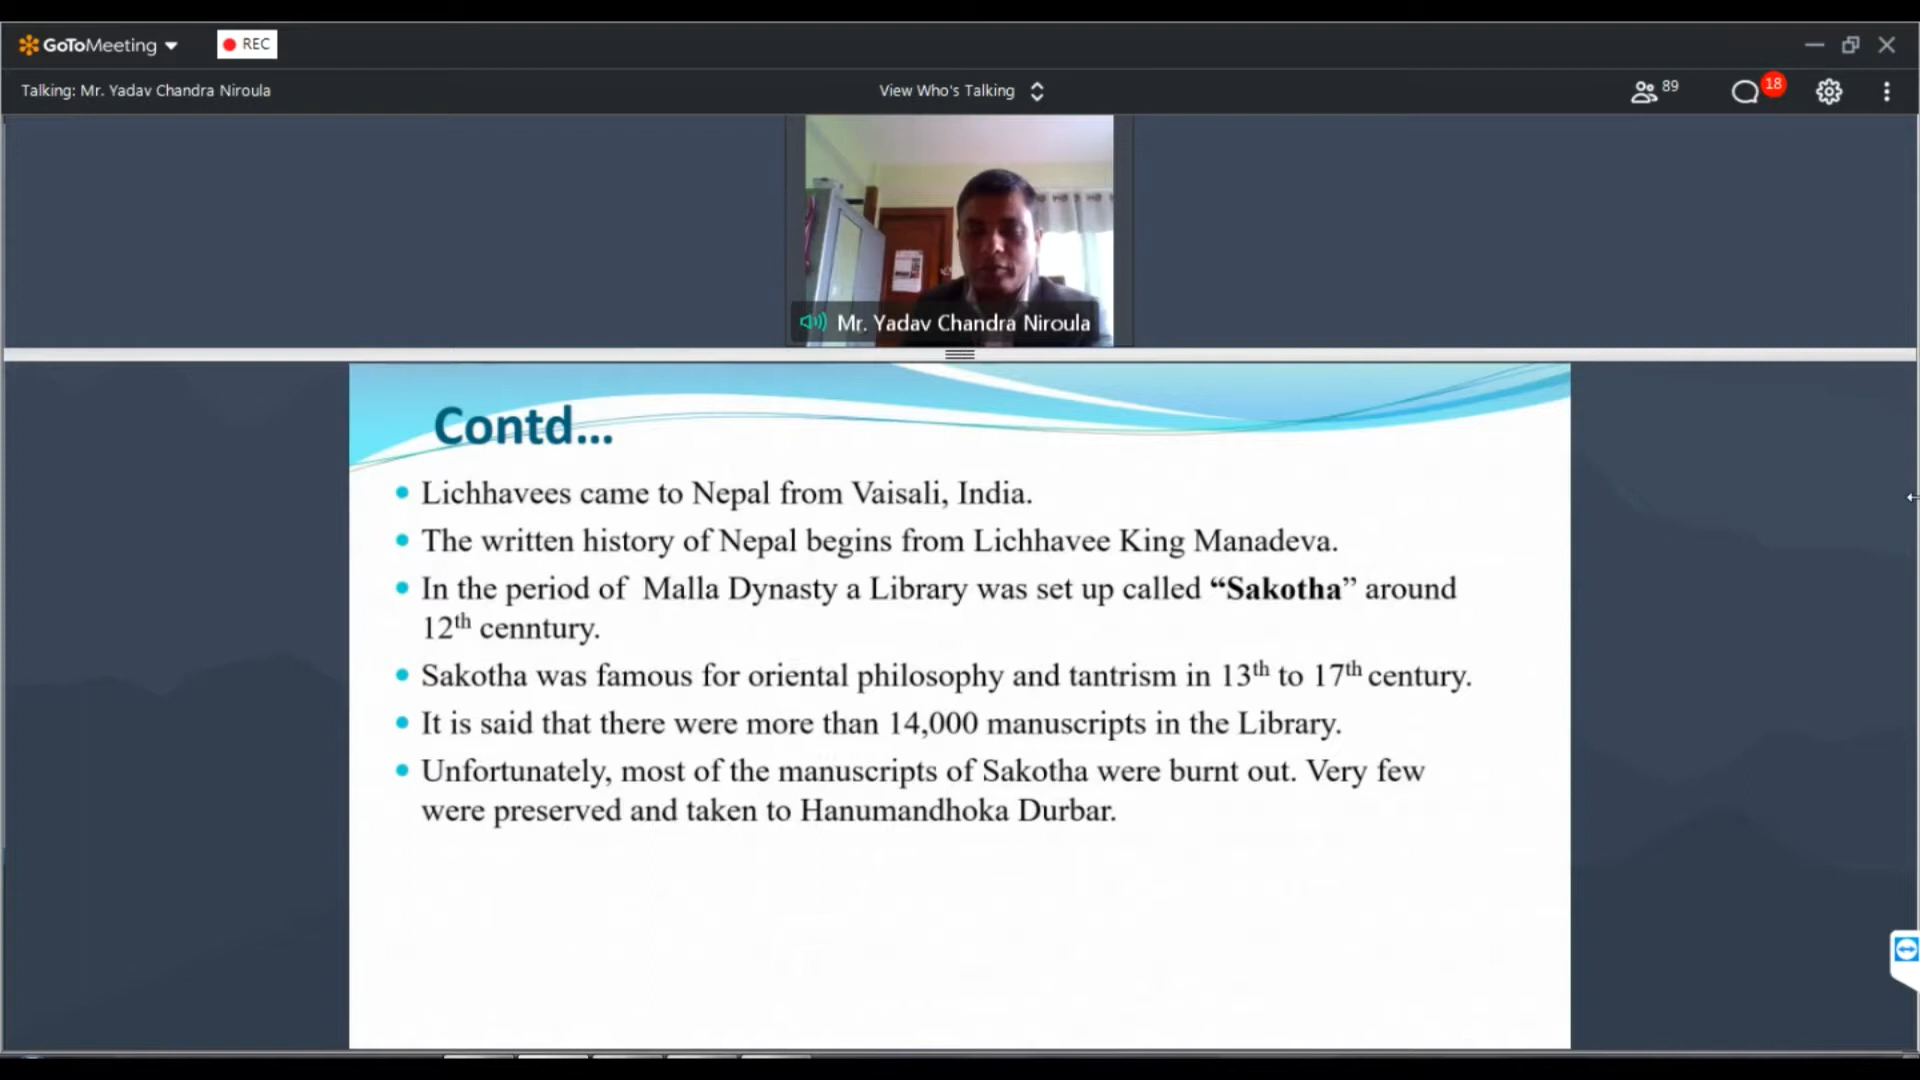 GoToMeeting
REC
Talking: Mr. Yadav Chandra Niroula
View Who's Talking
89
18
Mr. Yadav Chandra Niroula
Contd...
Lichhavees came to Nepal from Vaisali, India.
The written history of Nepal begins from Lichhavee King Manadeva.
In the period of Malla Dynasty a Library was set up called “Sakotha” around
12th cenntury.
Sakotha was famous for oriental philosophy and tantrism in 13th to 17th century.
It is said that there were more than 14,000 manuscripts in the Library.
Unfortunately, most of the manuscripts of Sakotha were burnt out. Very few
were preserved and taken to Hanumandhoka Durbar.